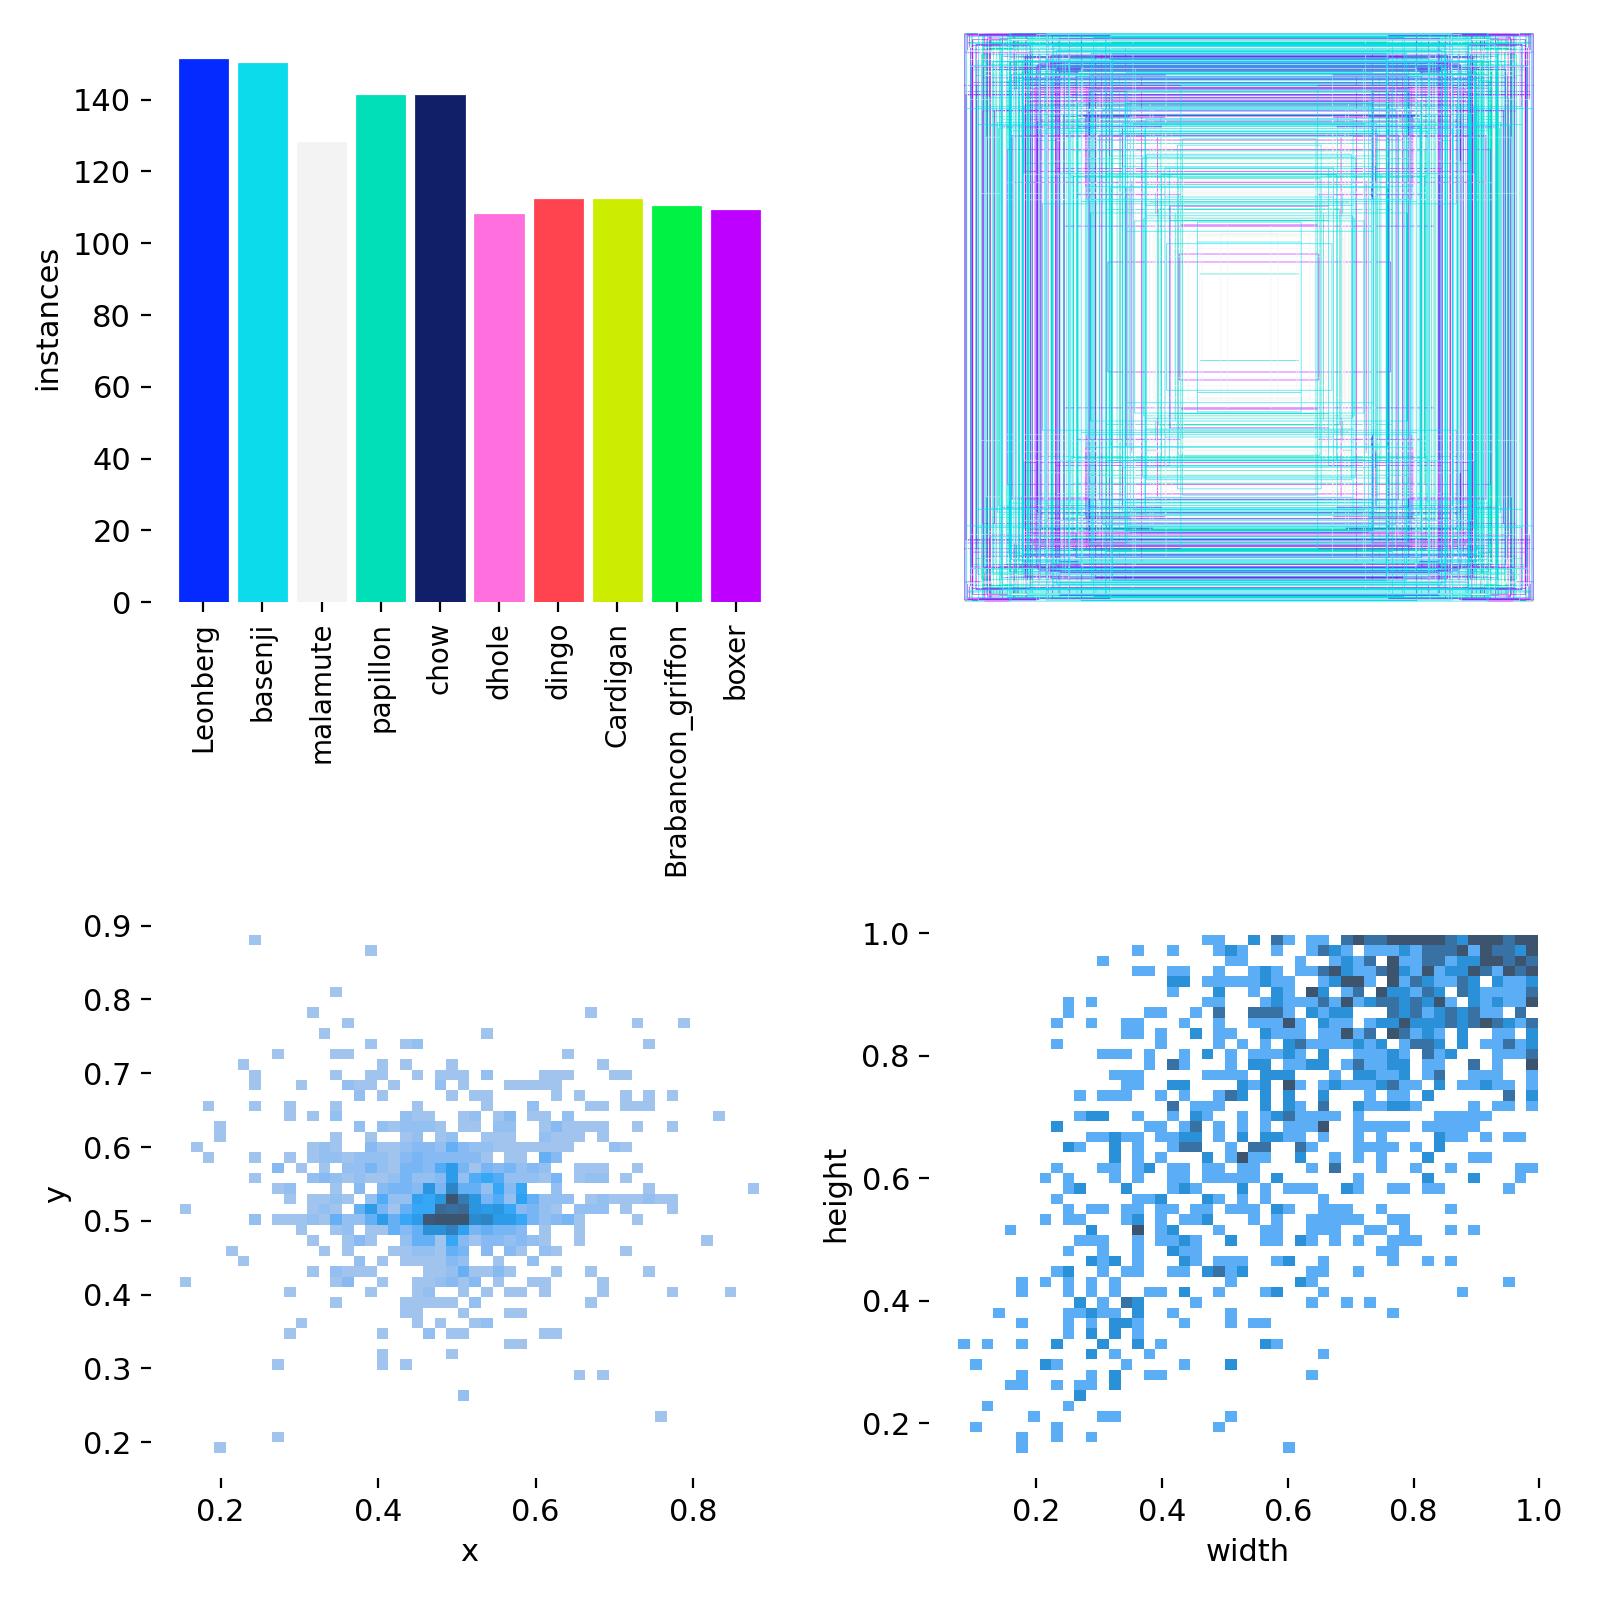 instances
140
120
100
80
60
40
20
0
Leonberg
basenji
malamute
papillon
chow
dhole
dingo
Cardigan
Brabancon_griffon
boxer
y
0.9
0.8
0.7
0.6
0.5
0.4
0.3
0.2
0.2 0.4 0.6 0.8
x
height
1.0
0.8
0.6
0.4
0.2
0.2 0.4 0.6 0.8 1.0
width